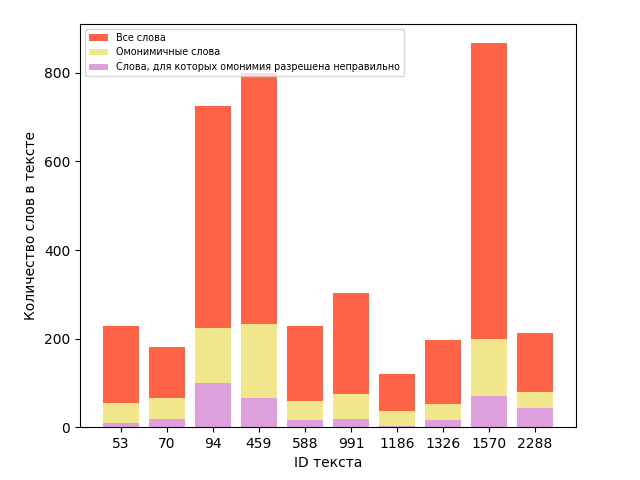 Все слова
Омонимичные слова
Слова, для которых омонимия разрешена неправильно
800
600
400
200
0
Количество слов в тексте
53 70 94 459 588 991 1186 1326 1570 2288
ID текста